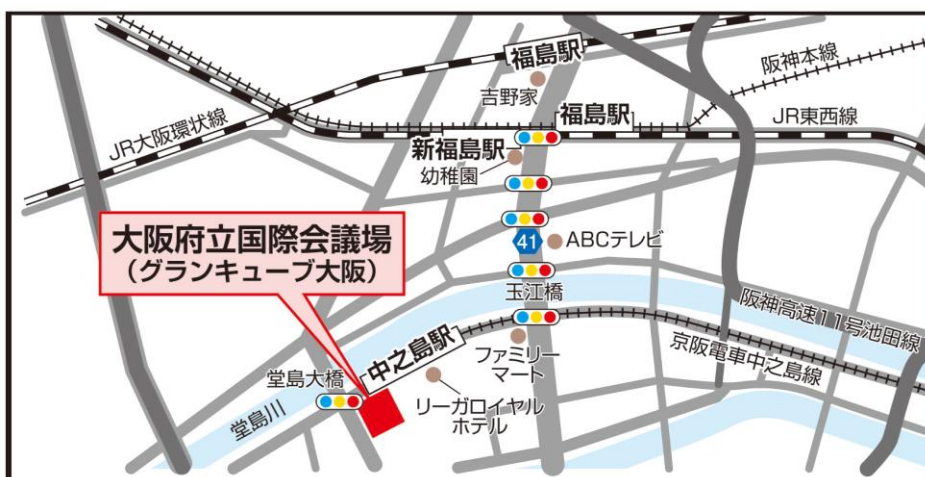 福島駅
吉野家
阪神本線
JR大阪環状線
福島駅
JR東西線
新福島駅
幼稚園
大阪府立国際会議場
(グランキューブ大阪)
41
ABCテレビ
玉江橋
阪神高速11号池田線
中之島駅
ファミリー
マート
京阪電車中之島線
堂島大橋
堂島川
リーガロイヤル
ホテル